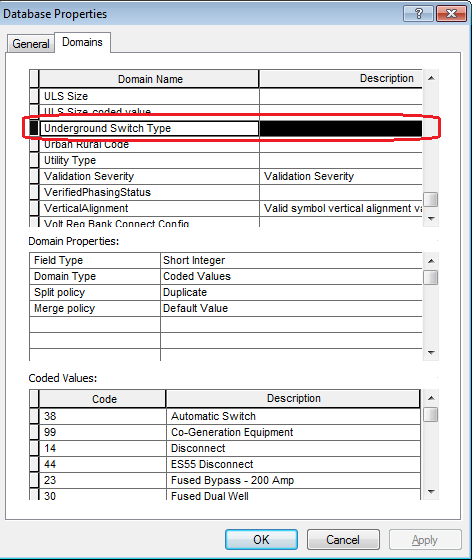 Database Properties
General Domains
Domain Name Description
ULS Size
ULS Size, coded value
Underground Switch Type
Urban Rural Code
Utility Type
Validation Severity Validation Severity
VerifiedPhasingStatus
VerticalAlignment Valid symbol vertical alignment va
Volt Reg Bank Connect Config
Domain Properties:
Field Type Short Integer
Domain Type Coded Values
Split policy Duplicate
Merge policy Default Value
Coded Values:
Code Description
38 Automatic Switch
99 Co-Generation Equipment
14 Disconnect
44 ES55 Disconnect
23 Fused Bypass - 200 Amp
30 Fused Dual Well
OK Cancel Apply